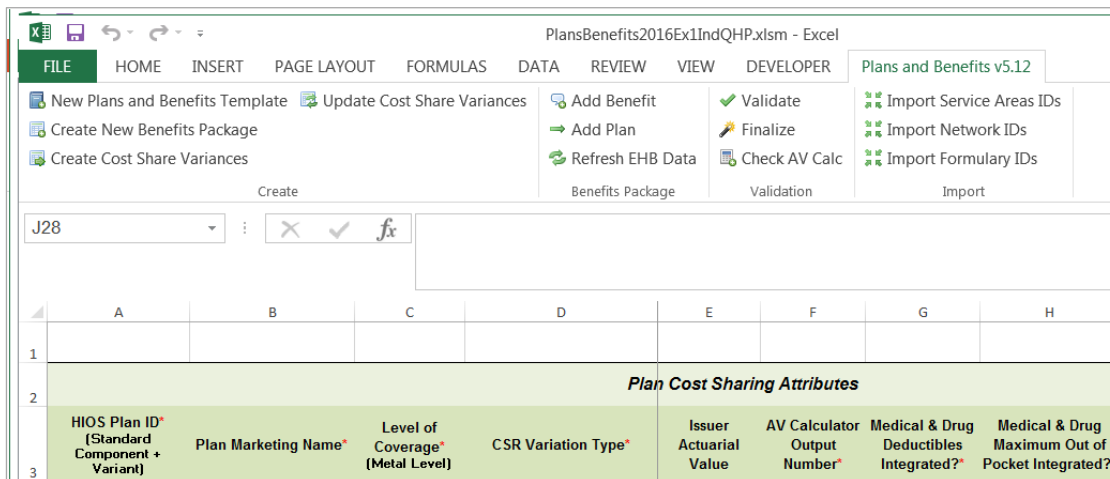 PlansBenefits2016Ex1IndQHP.xlsm - Excel
FILE HOME INSERT PAGE LAYOUT FORMULAS DATA REVIEW VIEW DEVELOPER Plans and Benefits v5.12
New Plans and Benefits Template Update Cost Share Variances Add Benefit Validate Import Service Areas IDs
Create New Benefits Package Add Plan Finalize Import Network IDs
Create Cost Share Variances Refresh EHB Data Check AV Calc Import Formulary IDs
Create Benefits Package Validation Import
J28 fx
A B C D E F G H
1
2 Plan Cost Sharing Attributes
HIOS Plan ID* Level of Issuer AV Calculator Medical & Drug Medical & Drug
(Standard Plan Marketing Name* Coverage* CSR Variation Type* Actuarial Output Deductibles Maximum Out of
Component + (Metal Level) Value Number* Integrated?* Pocket Integrated?
3 Variant)